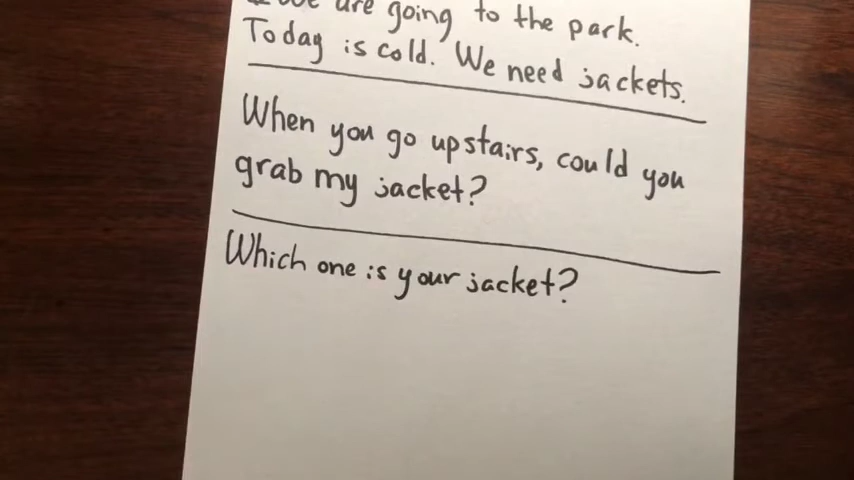 We are going to the park.
Today is cold. We need jackets.
When you go upstairs, could you
grab my jacket?
Which one is your jacket?